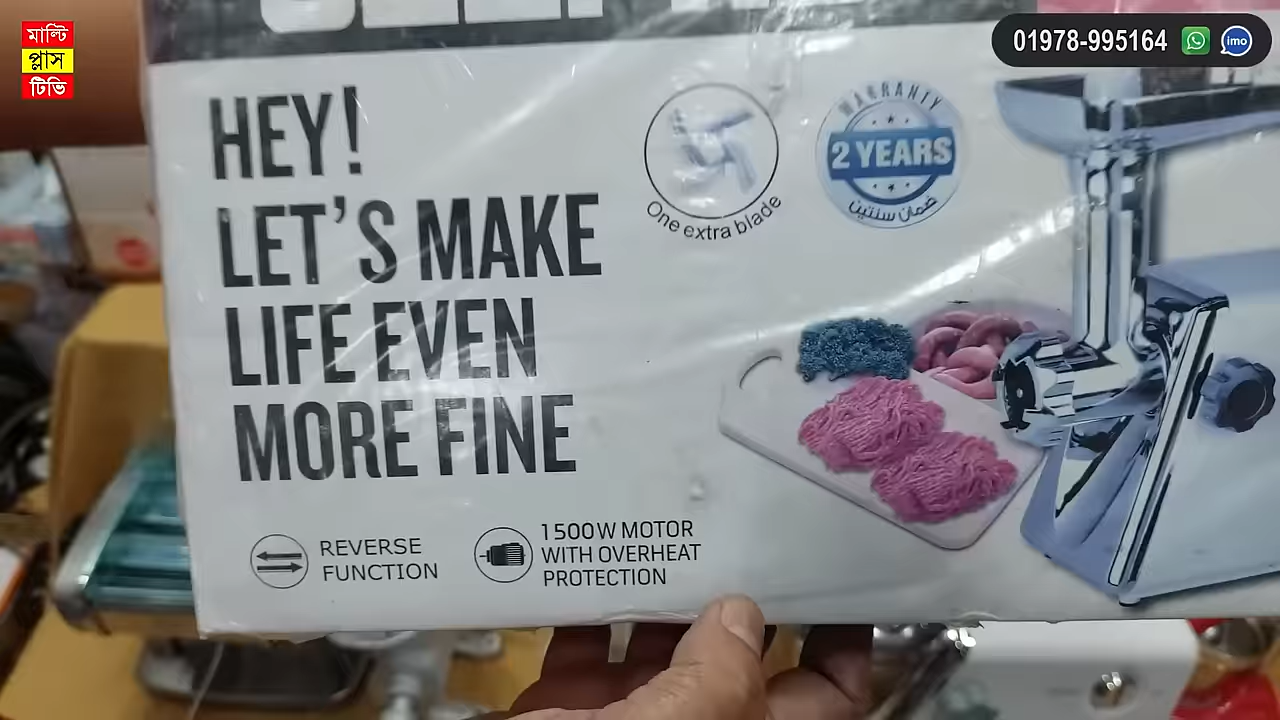 মাল্টি
প্লাস
টিভি
01978-995164
imo
HEY!
LET'S MAKE
LIFE EVEN
MORE FINE
One extra blade
WARRANTY
2 YEARS
ضمان سنتين
REVERSE
FUNCTION
1500W MOTOR
WITH OVERHEAT
PROTECTION